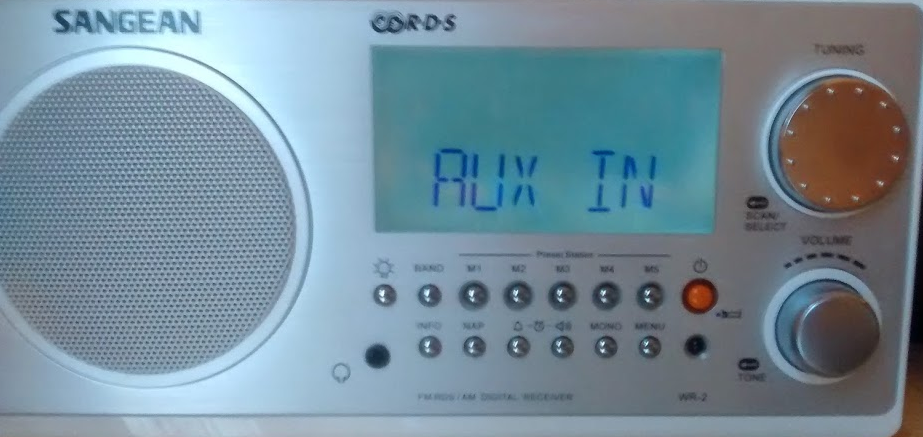 SANGEAN
R·D·S
TUNING
AUX IN
SCAN/
SELECT
VOLUME
Preset Station
BAND M1 M2 M3 M4 M5
INFO NAP MONO MENU
TONE
FM-RDS / AM DIGITAL RECEIVER
WR-2